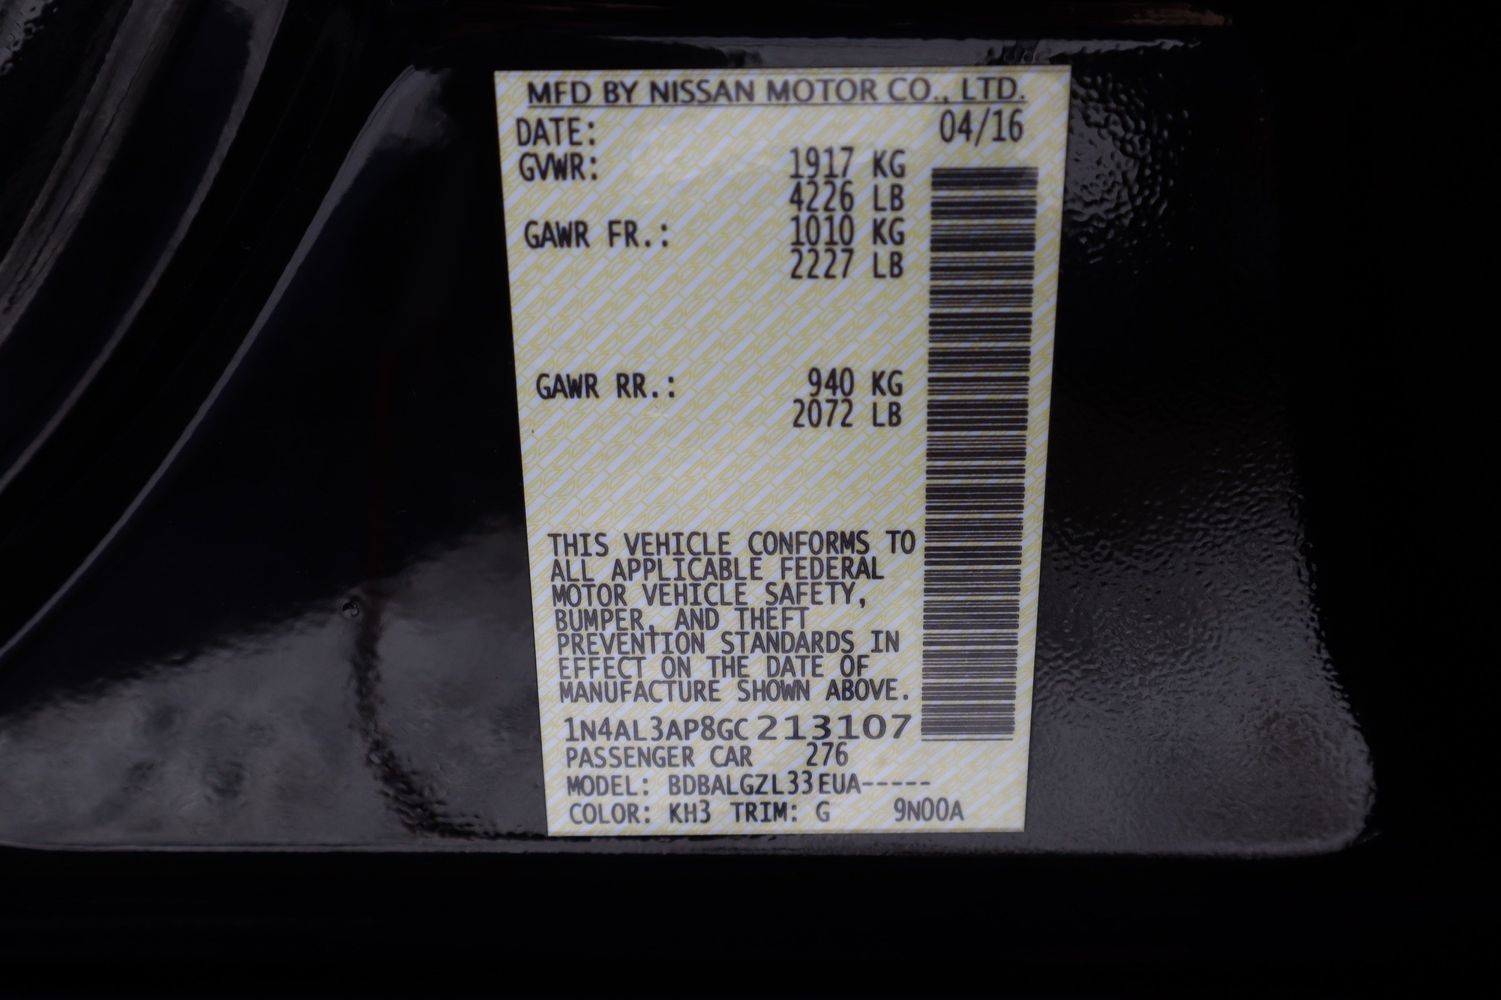 MFD BY NISSAN MOTOR CO., LTD.
DATE: 04/16
GVWR: 1917 KG
4226 LB
GAWR FR.: 1010 KG
2227 LB
GAWR RR.: 940 KG
2072 LB
THIS VEHICLE CONFORMS TO
ALL APPLICABLE FEDERAL
MOTOR VEHICLE SAFETY,
BUMPER, AND THEFT
PREVENTION STANDARDS IN
EFFECT ON THE DATE OF
MANUFACTURE SHOWN ABOVE.
1N4AL3AP8GC213107
PASSENGER CAR 276
MODEL: BDBALGZL33EUA-----
COLOR: KH3 TRIM: G 9N00A